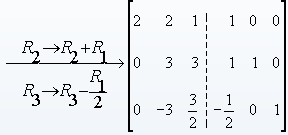 R₂→R₂+R₁
R₃→R₃-R₁/2
2 2 1 1 0 0
0 3 3 1 1 0
0 -3 3/2 -1/2 0 1